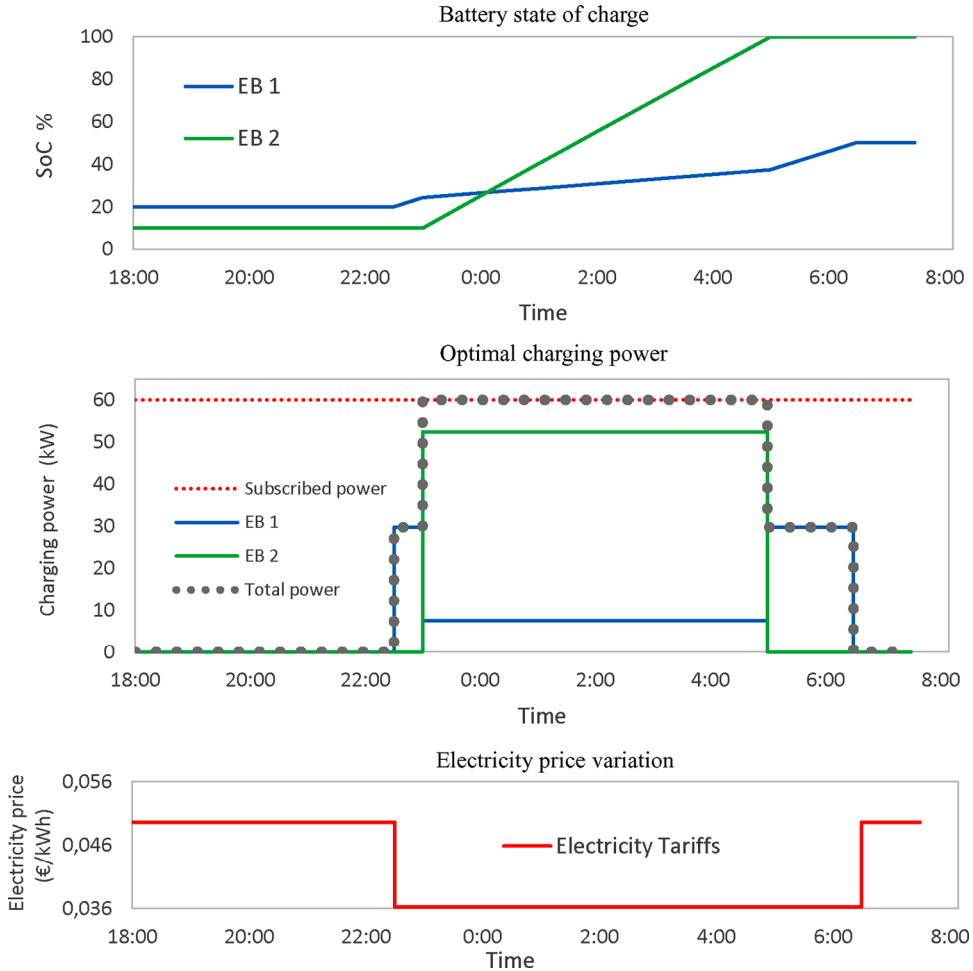 Battery state of charge
100
80
60
40
20
0
SoC %
EB 1
EB 2
18:00 20:00 22:00 0:00 2:00 4:00 6:00 8:00
Time
Optimal charging power
60
50
40
30
20
10
0
Charging power (kW)
Subscribed power
EB 1
EB 2
Total power
18:00 20:00 22:00 0:00 2:00 4:00 6:00 8:00
Time
Electricity price variation
0,056
0,046
0,036
Electricity price
(€/kWh)
Electricity Tariffs
18:00 20:00 22:00 0:00 2:00 4:00 6:00 8:00
Time